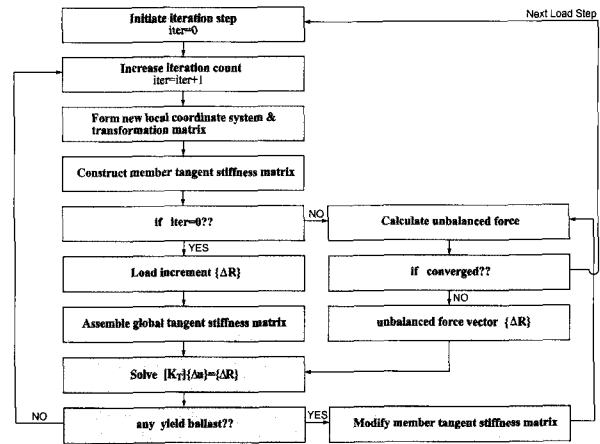 Next Load Step
Initiate iteration step
iter=0
Increase iteration count
iter=iter+1
Form new local coordinate system &
transformation matrix
Construct member tangent stiffness matrix
if iter=0??
NO
Calculate unbalanced force
YES
Load increment {ΔR}
if converged??
NO
Assemble global tangent stiffness matrix
unbalanced force vector {ΔR}
Solve [K_T]{Δu}={ΔR}
NO
any yield ballast??
YES
Modify member tangent stiffness matrix